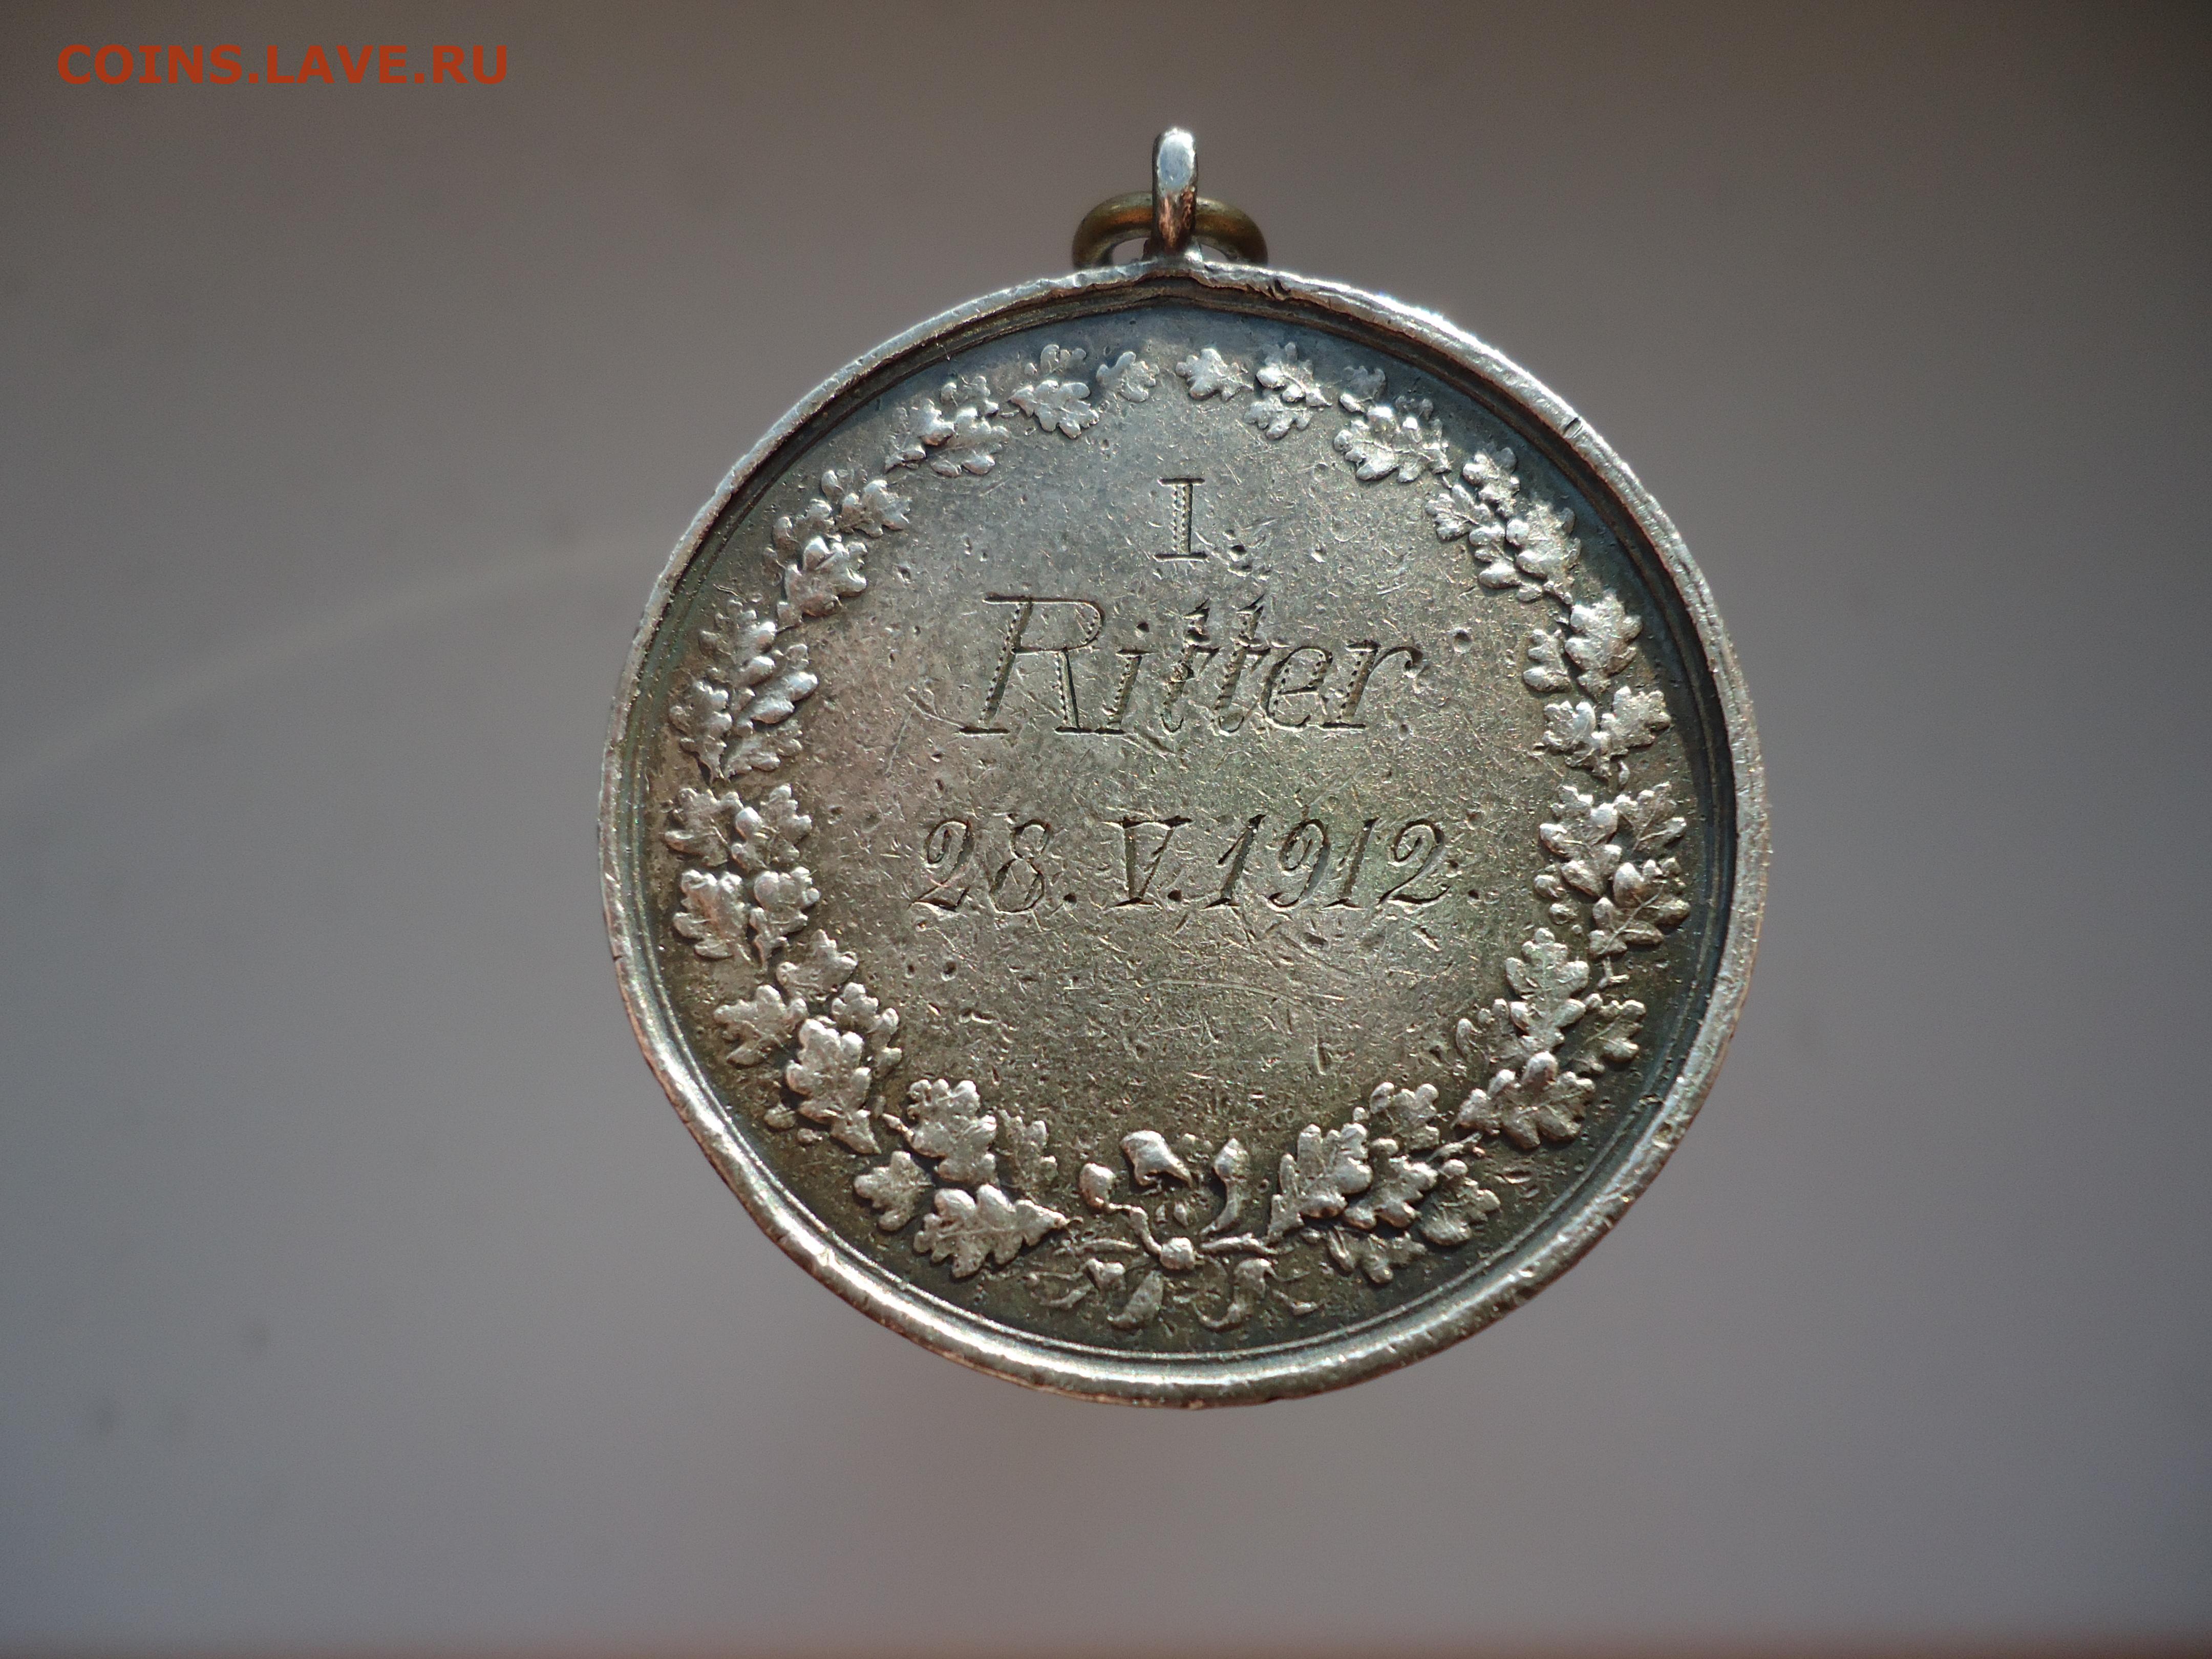 COINS.LAVE.RU
I
Ritter
28. V. 1912.